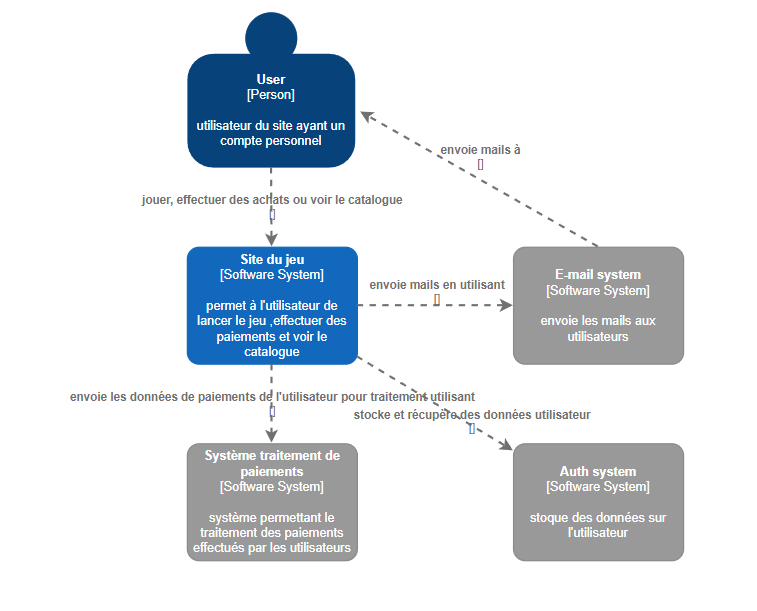 User
[Person]
utilisateur du site ayant un
compte personnel
envoie mails à
[]
jouer, effectuer des achats ou voir le catalogue
[]
Site du jeu
[Software System]
permet à l'utilisateur de
lancer le jeu ,effectuer des
paiements et voir le
catalogue
envoie mails en utilisant
[]
E-mail system
[Software System]
envoie les mails aux
utilisateurs
envoie les données de paiements de l'utilisateur pour traitement utilisant
[]
stocke et récupère des données utilisateur
[]
Système traitement de
paiements
[Software System]
système permettant le
traitement des paiements
effectués par les utilisateurs
Auth system
[Software System]
stoque des données sur
l'utilisateur